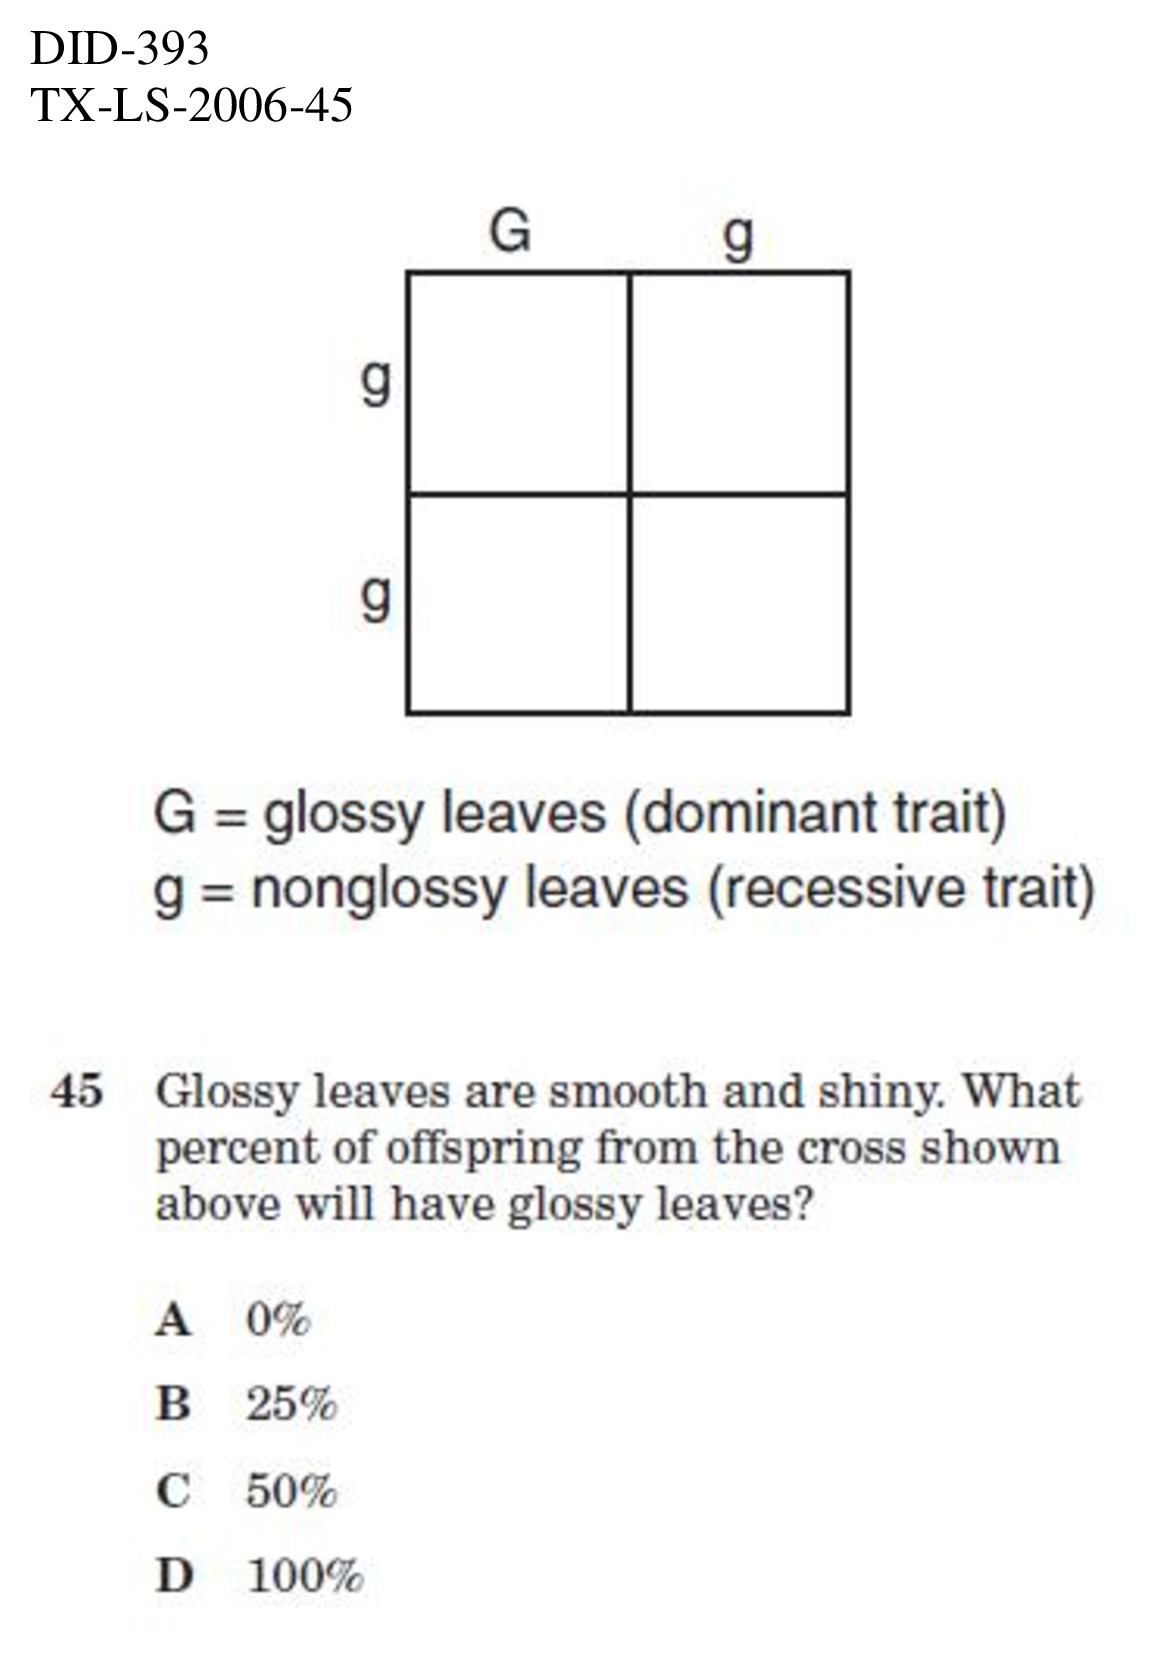 DID-393
TX-LS-2006-45
G g
g
g
G = glossy leaves (dominant trait)
g = nonglossy leaves (recessive trait)
45 Glossy leaves are smooth and shiny. What
percent of offspring from the cross shown
above will have glossy leaves?
A 0%
B 25%
C 50%
D 100%